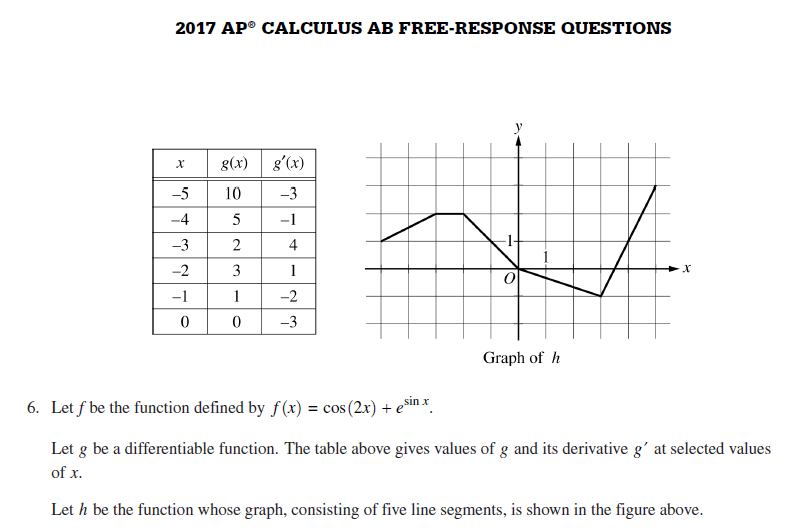 2017 AP® CALCULUS AB FREE-RESPONSE QUESTIONS
x g(x) g′(x)
–5 10 –3
–4 5 –1
–3 2 4
–2 3 1
–1 1 –2
0 0 –3
y
1
1
O
x
Graph of h
6. Let f be the function defined by f(x) = cos(2x) + e^sin x.
Let g be a differentiable function. The table above gives values of g and its derivative g′ at selected values
of x.
Let h be the function whose graph, consisting of five line segments, is shown in the figure above.